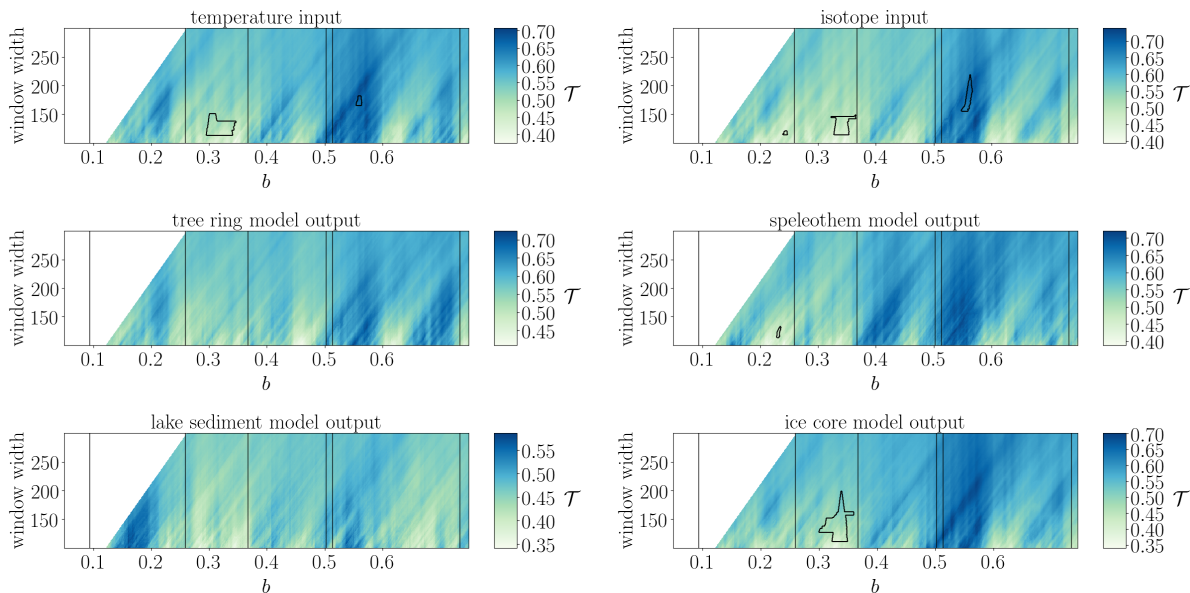 temperature input
window width
250
200
150
0.1 0.2 0.3 0.4 0.5 0.6
b
0.70
0.65
0.60
0.55
0.50
0.45
0.40
𝒯
isotope input
window width
250
200
150
0.1 0.2 0.3 0.4 0.5 0.6
b
0.70
0.65
0.60
0.55
0.50
0.45
0.40
𝒯
tree ring model output
window width
250
200
150
0.1 0.2 0.3 0.4 0.5 0.6
b
0.70
0.65
0.60
0.55
0.50
0.45
𝒯
speleothem model output
window width
250
200
150
0.1 0.2 0.3 0.4 0.5 0.6
b
0.70
0.65
0.60
0.55
0.50
0.45
0.40
𝒯
lake sediment model output
window width
250
200
150
0.1 0.2 0.3 0.4 0.5 0.6
b
0.55
0.50
0.45
0.40
0.35
𝒯
ice core model output
window width
250
200
150
0.1 0.2 0.3 0.4 0.5 0.6
b
0.70
0.65
0.60
0.55
0.50
0.45
0.40
0.35
𝒯